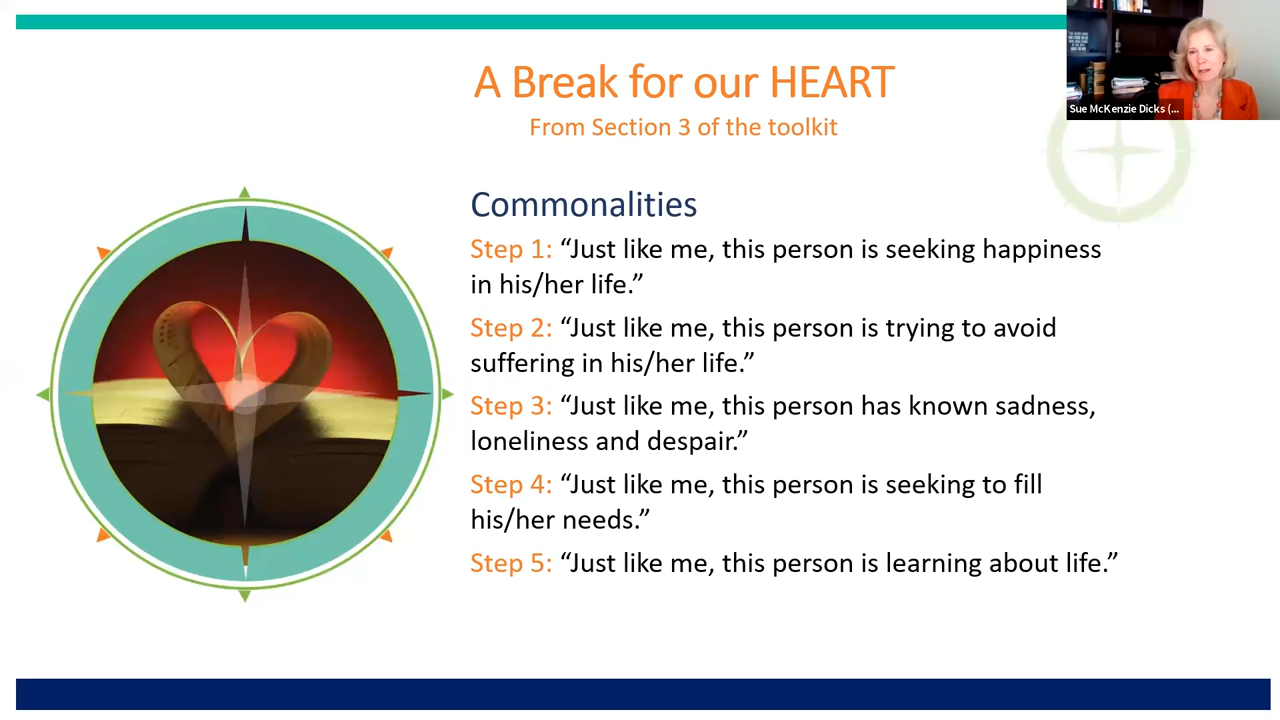 A Break for our HEART
From Section 3 of the toolkit
Sue McKenzie Dicks (...
Commonalities
Step 1: “Just like me, this person is seeking happiness
in his/her life.”
Step 2: “Just like me, this person is trying to avoid
suffering in his/her life.”
Step 3: “Just like me, this person has known sadness,
loneliness and despair.”
Step 4: “Just like me, this person is seeking to fill
his/her needs.”
Step 5: “Just like me, this person is learning about life.”